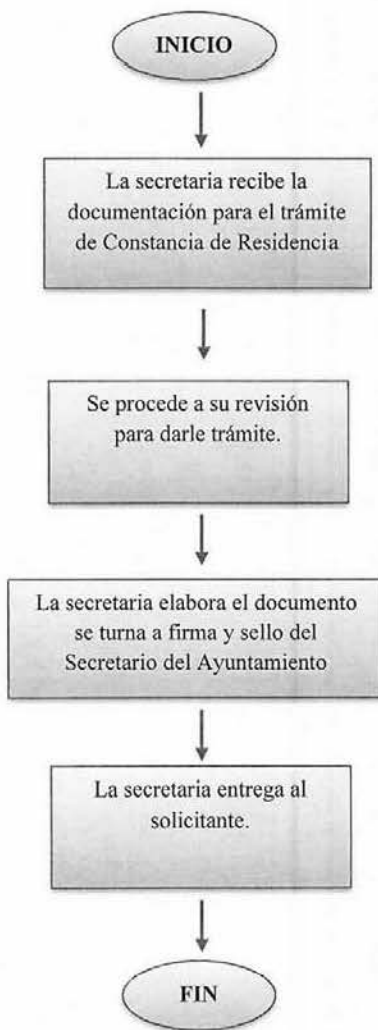 INICIO
La secretaria recibe la
documentación para el trámite
de Constancia de Residencia
Se procede a su revisión
para darle trámite.
La secretaria elabora el documento
se turna a firma y sello del
Secretario del Ayuntamiento
La secretaria entrega al
solicitante.
FIN